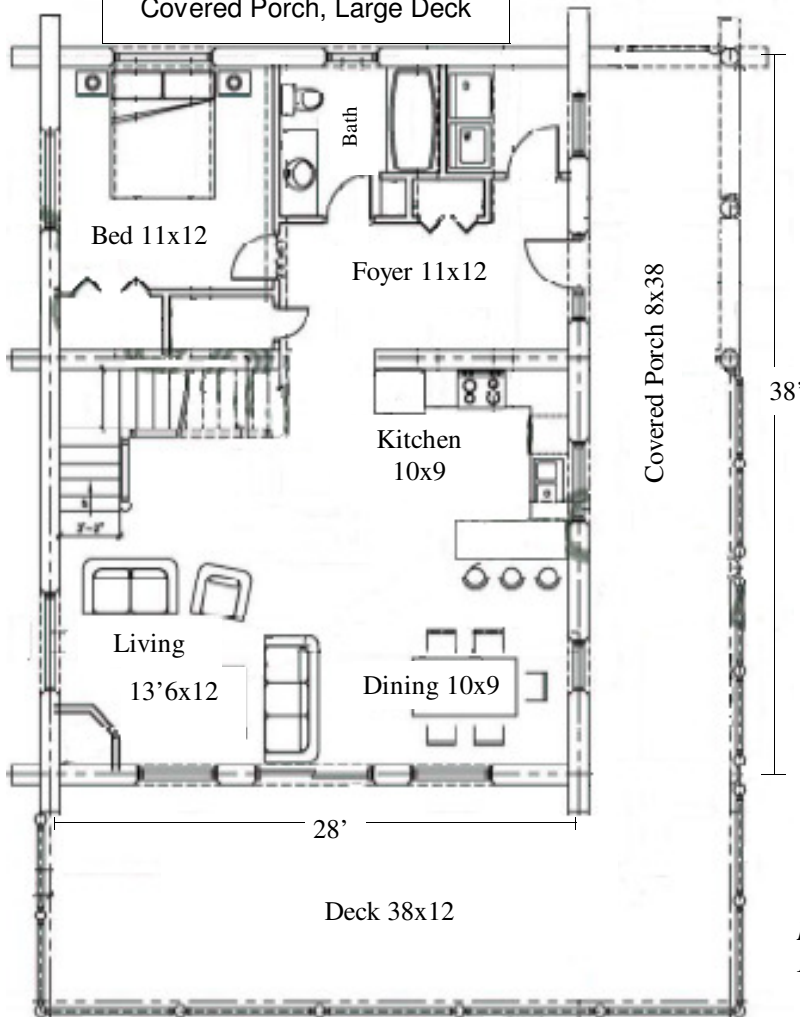 Covered Porch, Large Deck
Bath
Bed 11x12
Foyer 11x12
Covered Porch 8x38
38'
Kitchen
10x9
Living
13'6x12
Dining 10x9
28'
Deck 38x12